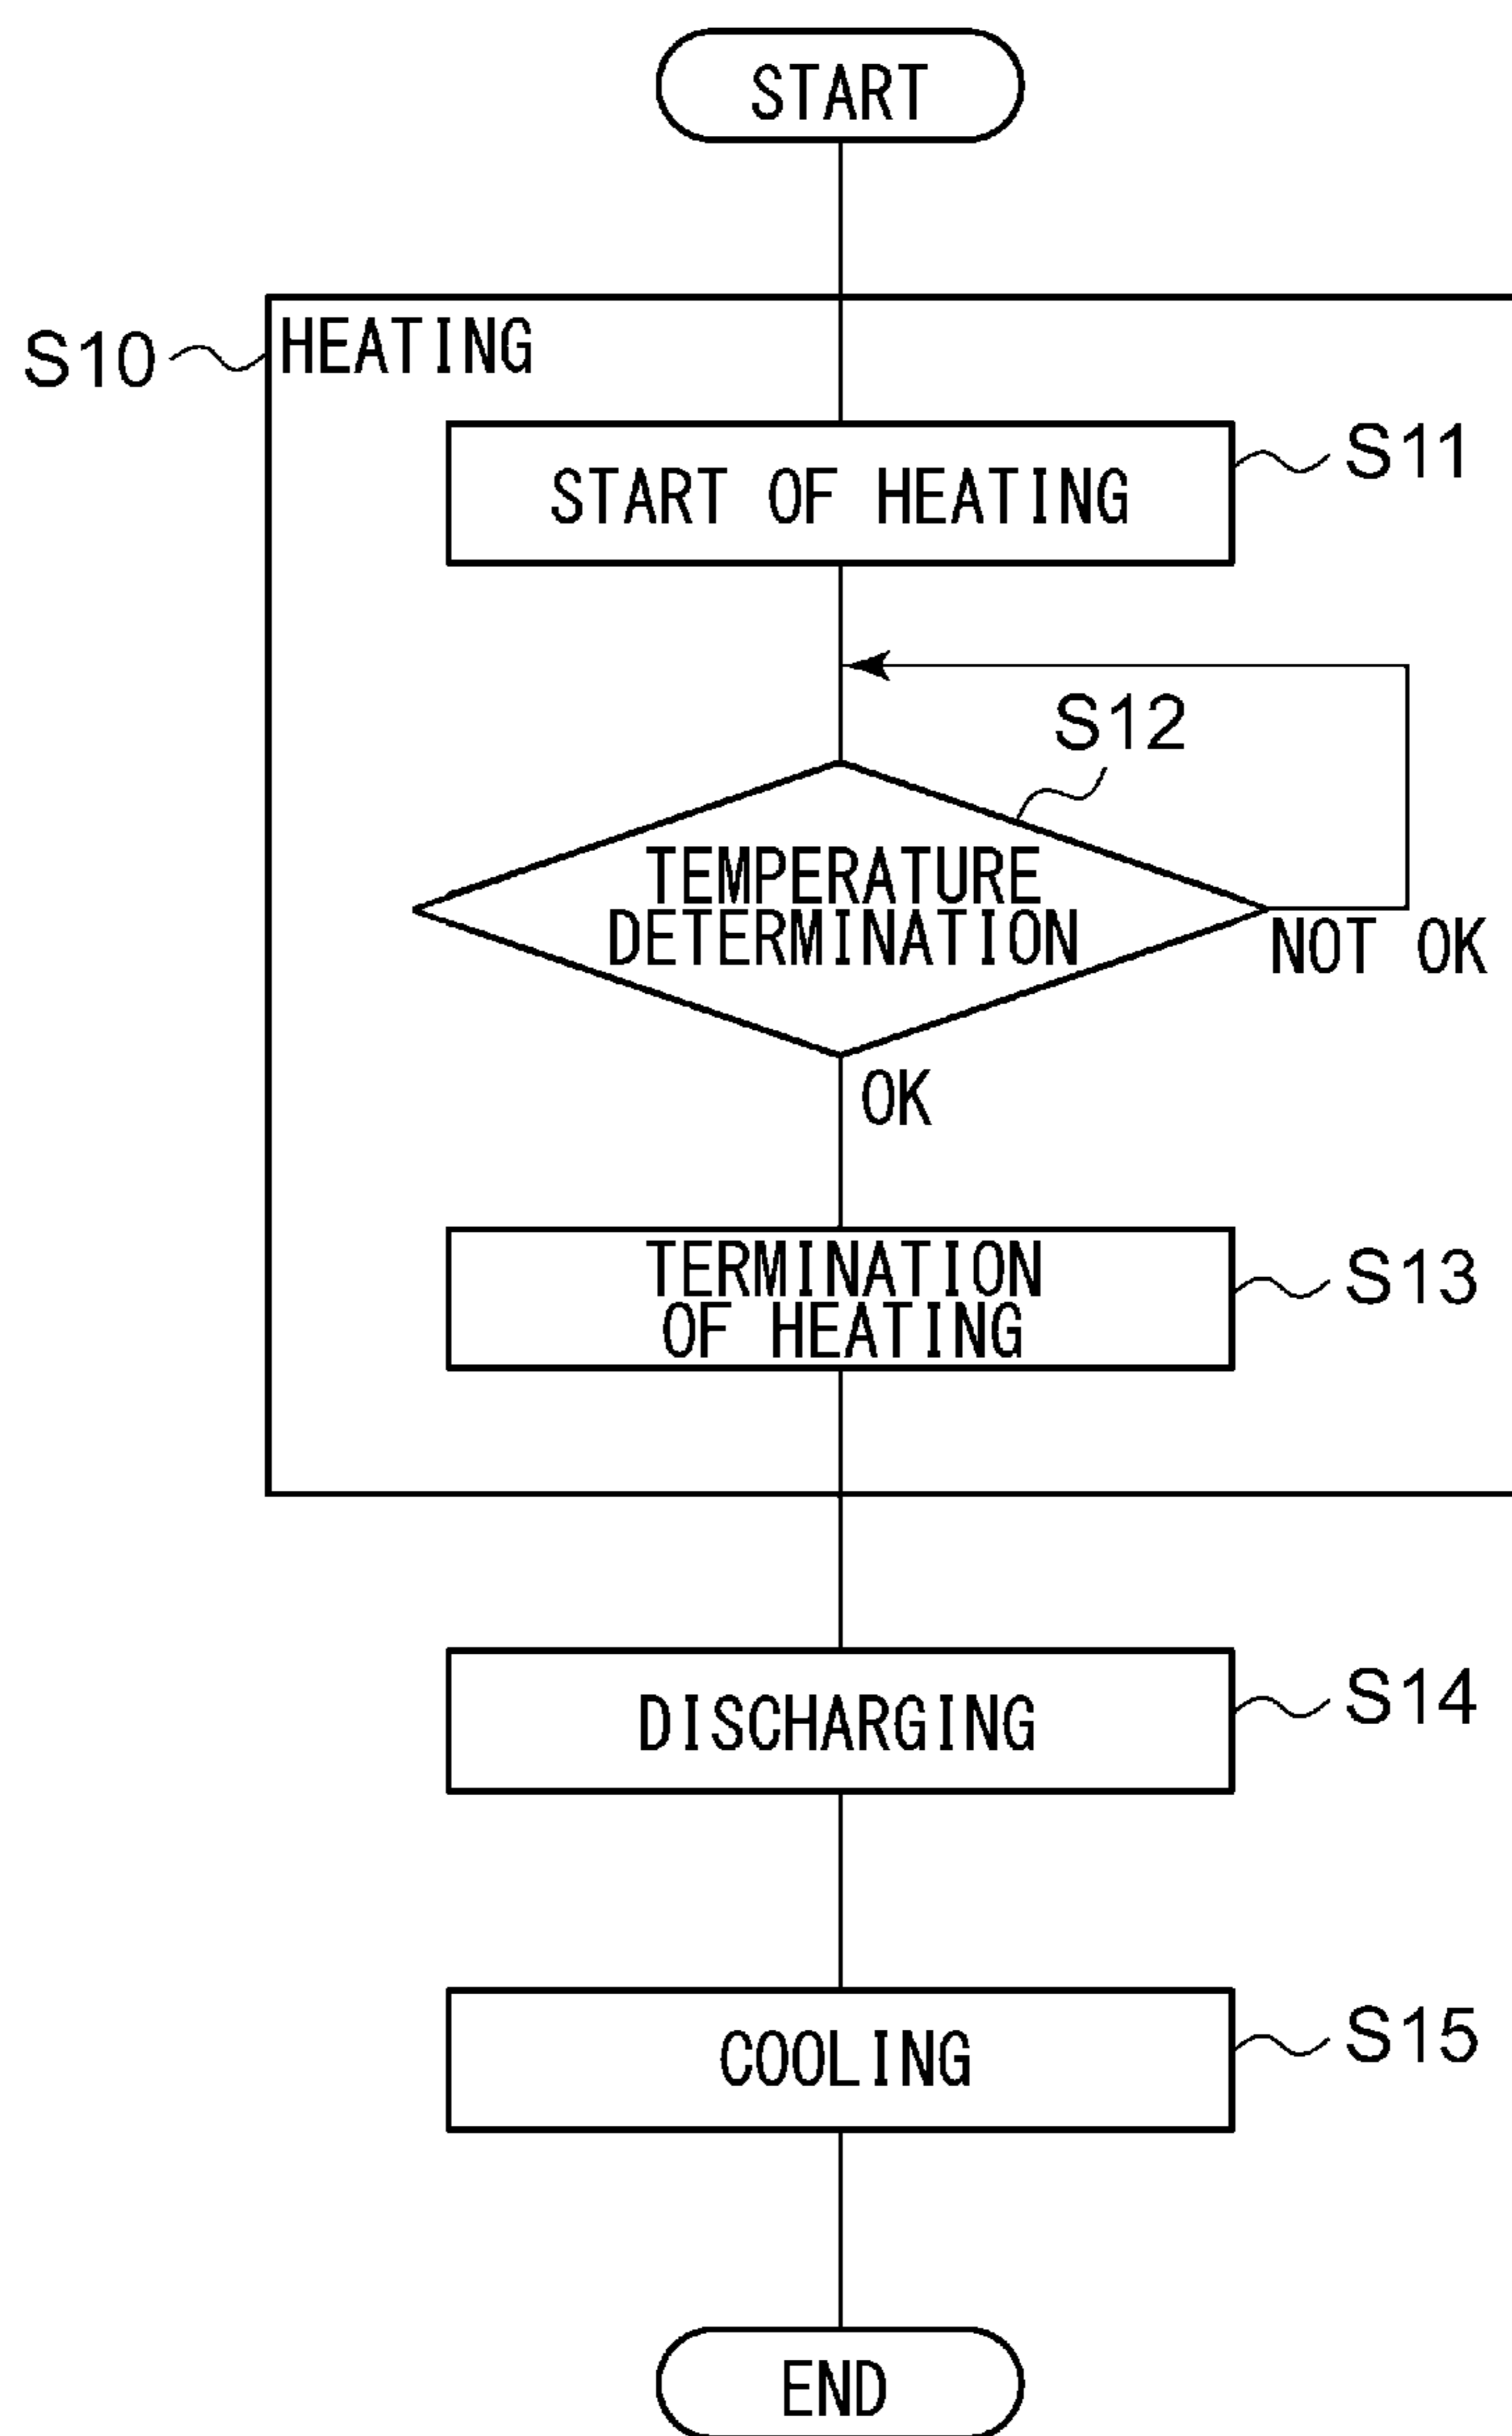 START
S10
HEATING
START OF HEATING
S11
S12
TEMPERATURE
DETERMINATION
NOT OK
OK
TERMINATION
OF HEATING
S13
DISCHARGING
S14
COOLING
S15
END